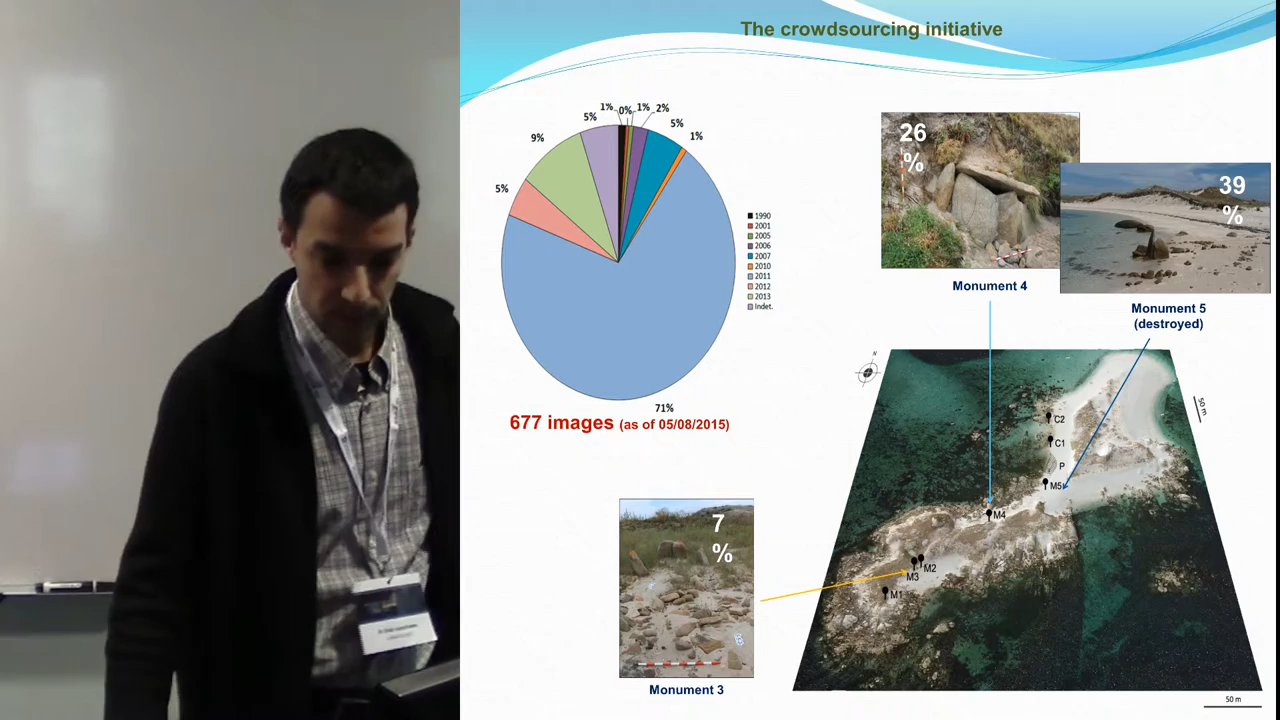 The crowdsourcing initiative
1%
0%
1%
2%
5%
5%
1%
9%
5%
71%
1990
2001
2005
2006
2007
2010
2011
2012
2013
Indet.
677 images (as of 05/08/2015)
26
%
39
%
Monument 4
Monument 5
(destroyed)
N
50 m
C2
C1
P
M5
M4
M2
M3
M1
7
%
Monument 3
50 m